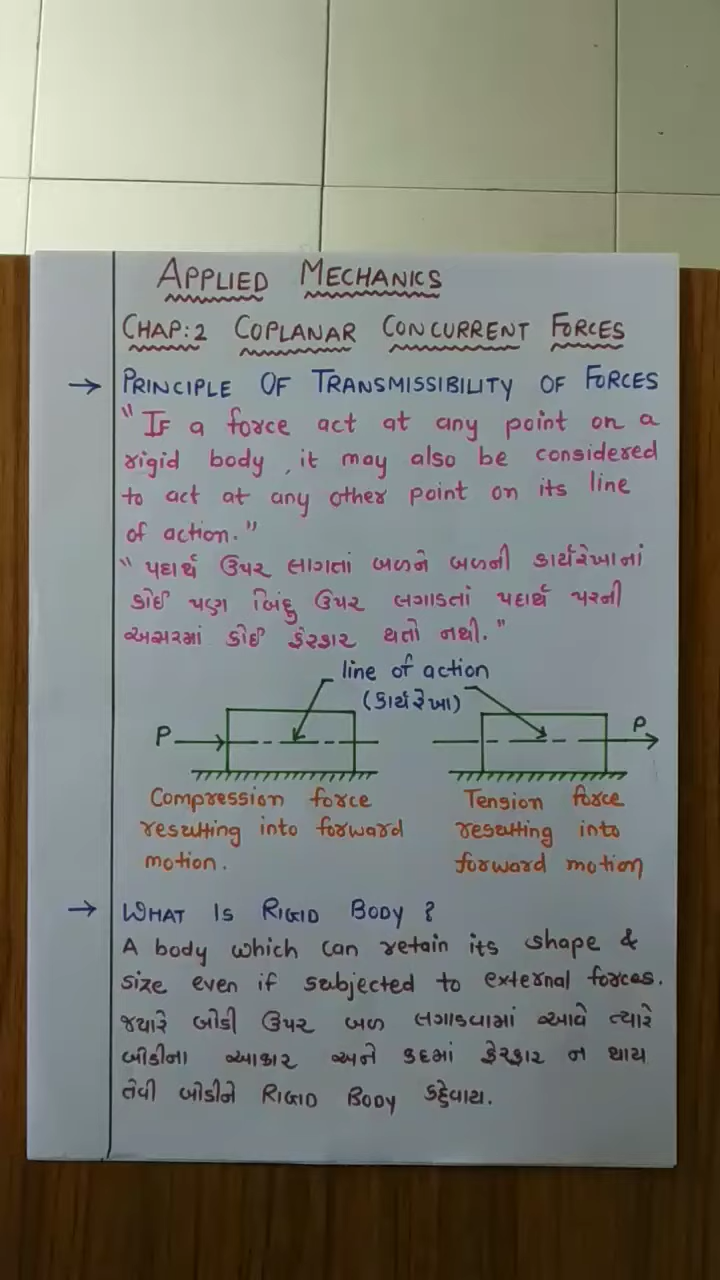 APPLIED MECHANICS
CHAP:2 COPLANAR CONCURRENT FORCES
→ PRINCIPLE OF TRANSMISSIBILITY OF FORCES
"IF a force act at any point on a
rigid body, it may also be considered
to act at any other point on its line
of action."
"પદાર્થ ઉપર લાગતાં બળને બળની કાર્યરેખાનાં
કોઈ પણ બિંદુ ઉપર લગાડતાં પદાર્થ પરની
અસરમાં કોઈ ફેરફાર થતો નથી."
line of action
(કાર્યરેખા)
P
P
Compression force
resulting into forward
motion.
Tension force
resulting into
forward motion
→ WHAT IS RIGID BODY ?
A body which can retain its shape &
size even if subjected to external forces.
જયારે બોડી ઉપર બળ લગાડવામાં આવે ત્યારે
બોડીના આકાર અને કદમાં ફેરફાર ન થાય
તેવી બોડીને RIGID BODY કહેવાય.